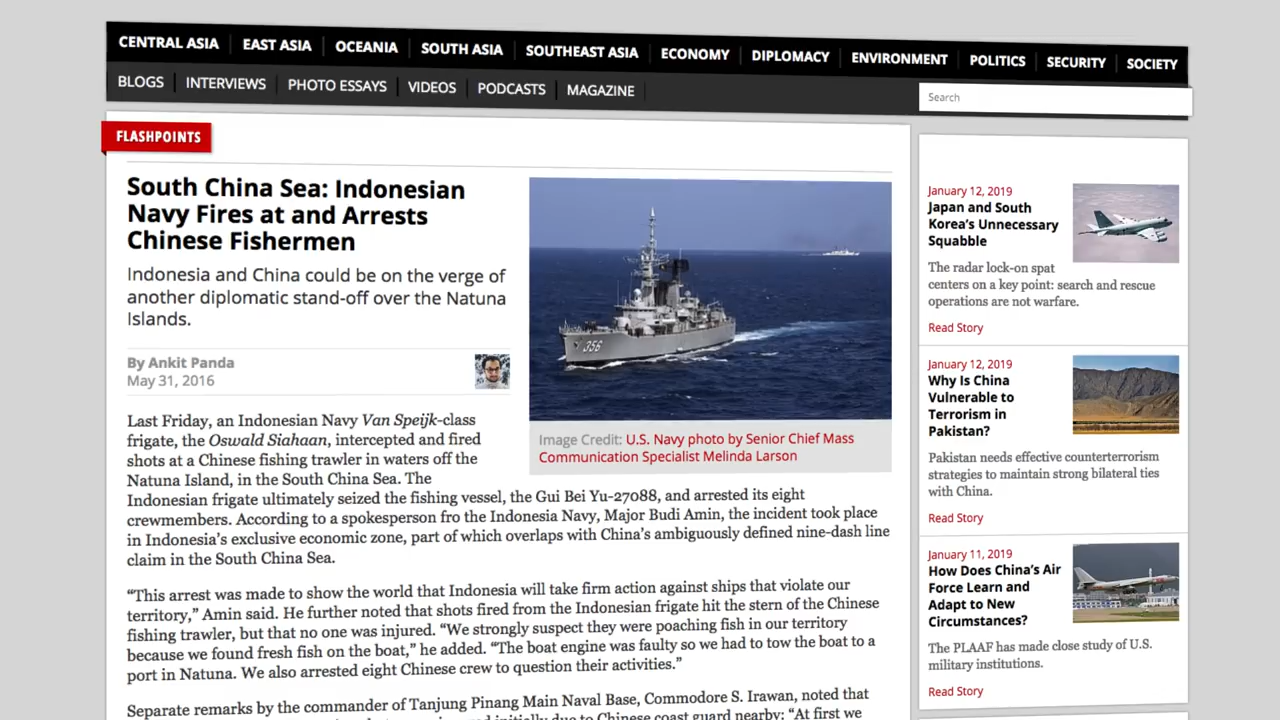 CENTRAL ASIA
EAST ASIA
OCEANIA
SOUTH ASIA
SOUTHEAST ASIA
ECONOMY
DIPLOMACY
ENVIRONMENT
POLITICS
SECURITY
SOCIETY
BLOGS
INTERVIEWS
PHOTO ESSAYS
VIDEOS
PODCASTS
MAGAZINE
Search
FLASHPOINTS
South China Sea: Indonesian
Navy Fires at and Arrests
Chinese Fishermen
Indonesia and China could be on the verge of
another diplomatic stand-off over the Natuna
Islands.
By Ankit Panda
May 31, 2016
356
Image Credit: U.S. Navy photo by Senior Chief Mass
Communication Specialist Melinda Larson
Last Friday, an Indonesian Navy Van Speijk-class
frigate, the Oswald Siahaan, intercepted and fired
shots at a Chinese fishing trawler in waters off the
Natuna Island, in the South China Sea. The
Indonesian frigate ultimately seized the fishing vessel, the Gui Bei Yu-27088, and arrested its eight
crewmembers. According to a spokesperson fro the Indonesia Navy, Major Budi Amin, the incident took place
in Indonesia’s exclusive economic zone, part of which overlaps with China’s ambiguously defined nine-dash line
claim in the South China Sea.
“This arrest was made to show the world that Indonesia will take firm action against ships that violate our
territory,” Amin said. He further noted that shots fired from the Indonesian frigate hit the stern of the Chinese
fishing trawler, but that no one was injured. “We strongly suspect they were poaching fish in our territory
because we found fresh fish on the boat,” he added. “The boat engine was faulty so we had to tow the boat to a
port in Natuna. We also arrested eight Chinese crew to question their activities.”
Separate remarks by the commander of Tanjung Pinang Main Naval Base, Commodore S. Irawan, noted that
initially due to Chinese coast guard nearby: “At first we
January 12, 2019
Japan and South
Korea’s Unnecessary
Squabble
The radar lock-on spat
centers on a key point: search and rescue
operations are not warfare.
Read Story
January 12, 2019
Why Is China
Vulnerable to
Terrorism in
Pakistan?
Pakistan needs effective counterterrorism
strategies to maintain strong bilateral ties
with China.
Read Story
January 11, 2019
How Does China’s Air
Force Learn and
Adapt to New
Circumstances?
The PLAAF has made close study of U.S.
military institutions.
Read Story